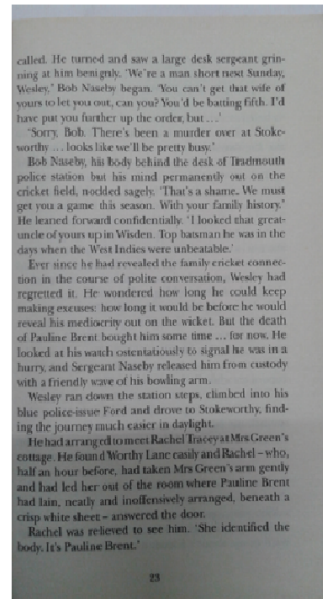 called. He turned and saw a large desk sergeant grin-
ning at him benignly. 'We're a man short next Sunday,
Wesley,' Bob Naseby began. 'You can't get that wife of
yours to let you out, can you? You'd be batting fifth. I'd
have put you further up the order, but ...'
'Sorry, Bob. There's been a murder over at Stoke-
worthy ... looks like we'll be pretty busy.'
Bob Naseby, his body behind the desk of Tradmouth
police station but his mind permanently out on the
cricket field, nodded sagely. 'That's a shame. We must
get you a game this season. With your family history.'
He leaned forward confidentially. 'I looked that great-
uncle of yours up in Wisden. Top batsman he was in the
days when the West Indies were unbeatable.'
Ever since he had revealed the family cricket connec-
tion in the course of polite conversation, Wesley had
regretted it. He wondered how long he could keep
making excuses: how long it would be before he would
reveal his mediocrity out on the wicket. But the death
of Pauline Brent bought him some time ... for now. He
looked at his watch ostentatiously to signal he was in a
hurry, and Sergeant Naseby released him from custody
with a friendly wave of his bowling arm.
Wesley ran down the station steps, climbed into his
blue police-issue Ford and drove to Stokeworthy, find-
ing the journey much easier in daylight.
He had arranged to meet Rachel Tracey at Mrs Green's
cottage. He found Worthy Lane easily and Rachel – who,
half an hour before, had taken Mrs Green's arm gently
and had led her out of the room where Pauline Brent
had lain, neatly and inoffensively arranged, beneath a
crisp white sheet – answered the door.
Rachel was relieved to see him. 'She identified the
body. It's Pauline Brent.'
23